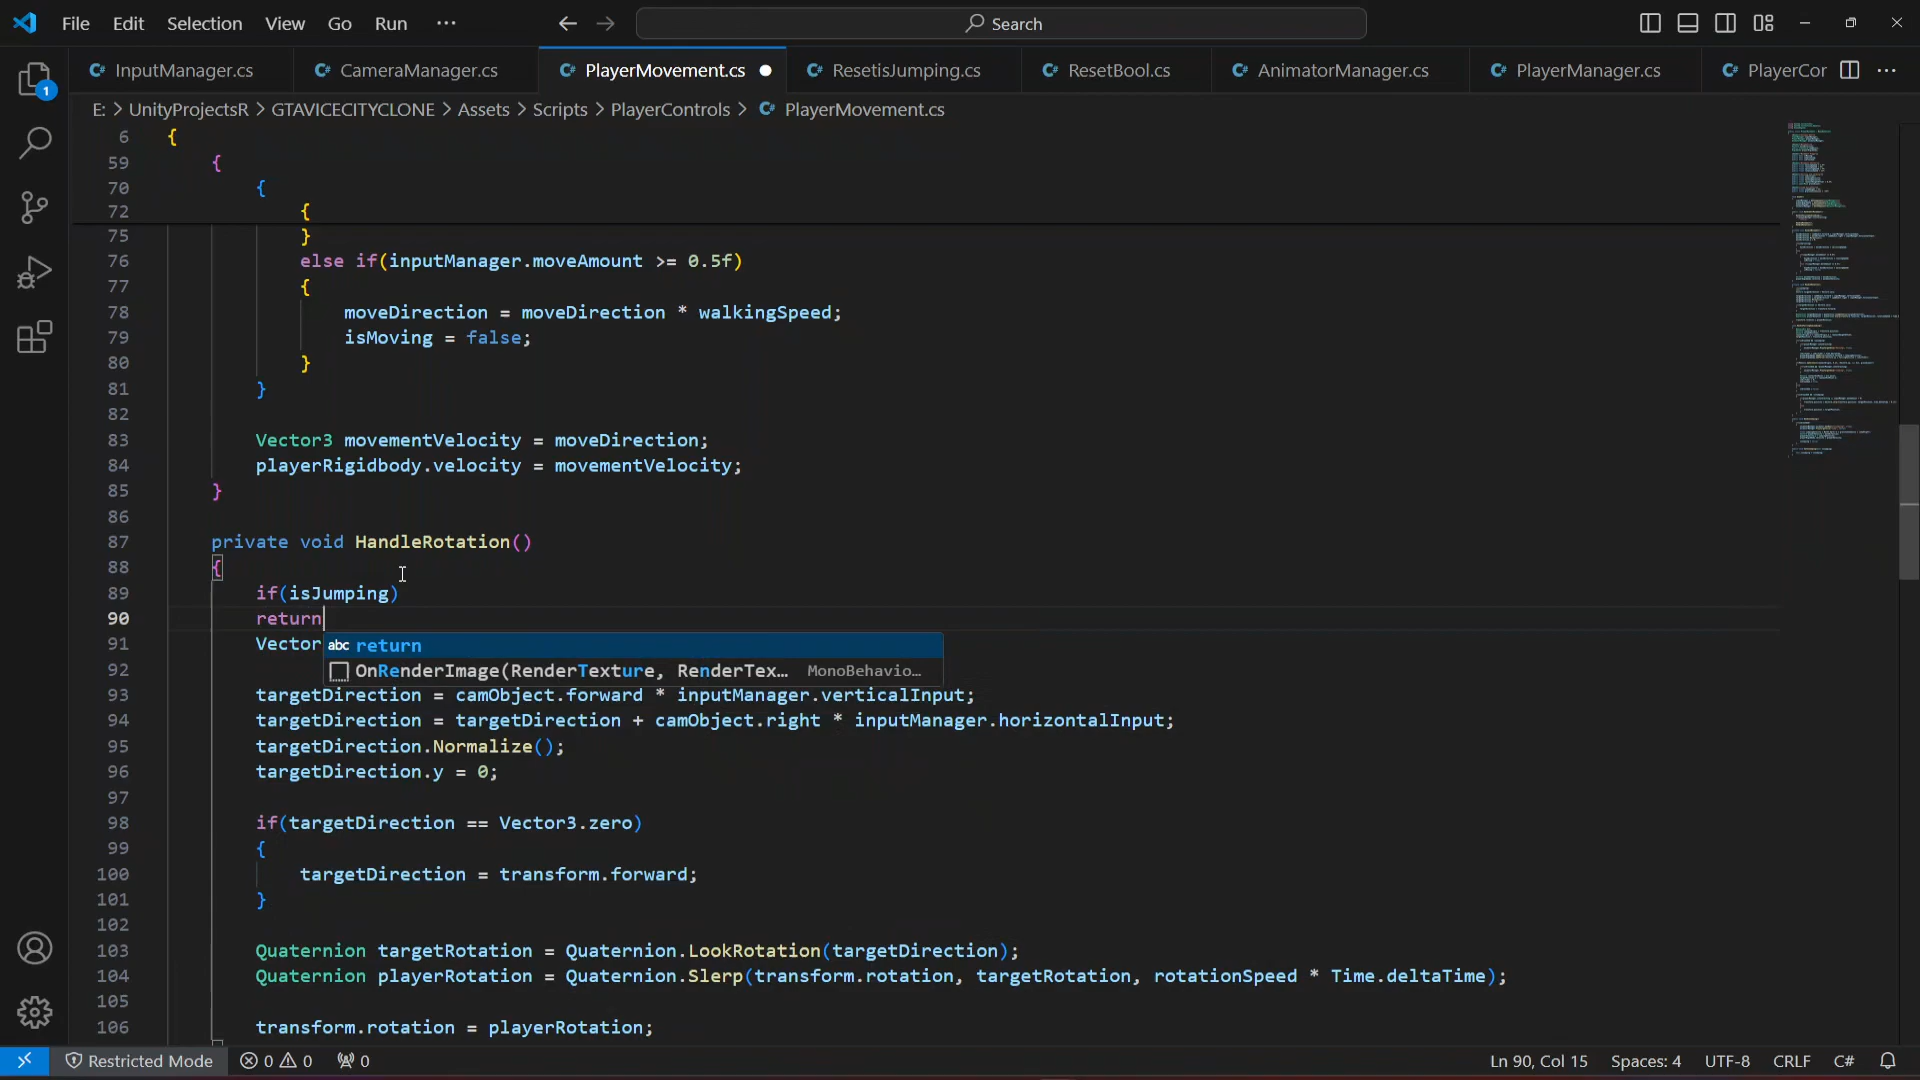 File Edit Selection View Go Run ··· Search
InputManager.cs CameraManager.cs PlayerMovement.cs ResetisJumping.cs ResetBool.cs AnimatorManager.cs PlayerManager.cs PlayerCor
E: > UnityProjectsR > GTAVICECITYCLONE > Assets > Scripts > PlayerControls > PlayerMovement.cs
6 {
59 {
70 {
72 {
75 }
76 else if(inputManager.moveAmount >= 0.5f)
77 {
78 moveDirection = moveDirection * walkingSpeed;
79 isMoving = false;
80 }
81 }
82
83 Vector3 movementVelocity = moveDirection;
84 playerRigidbody.velocity = movementVelocity;
85 }
86
87 private void HandleRotation()
88 {
89 if(isJumping)
90 return
91 Vector
abc return
92
OnRenderImage(RenderTexture, RenderTex… MonoBehavio…
93 targetDirection = camObject.forward * inputManager.verticalInput;
94 targetDirection = targetDirection + camObject.right * inputManager.horizontalInput;
95 targetDirection.Normalize();
96 targetDirection.y = 0;
97
98 if(targetDirection == Vector3.zero)
99 {
100 targetDirection = transform.forward;
101 }
102
103 Quaternion targetRotation = Quaternion.LookRotation(targetDirection);
104 Quaternion playerRotation = Quaternion.Slerp(transform.rotation, targetRotation, rotationSpeed * Time.deltaTime);
105
106 transform.rotation = playerRotation;
1
Restricted Mode 0 0 0 Ln 90, Col 15 Spaces: 4 UTF-8 CRLF C#